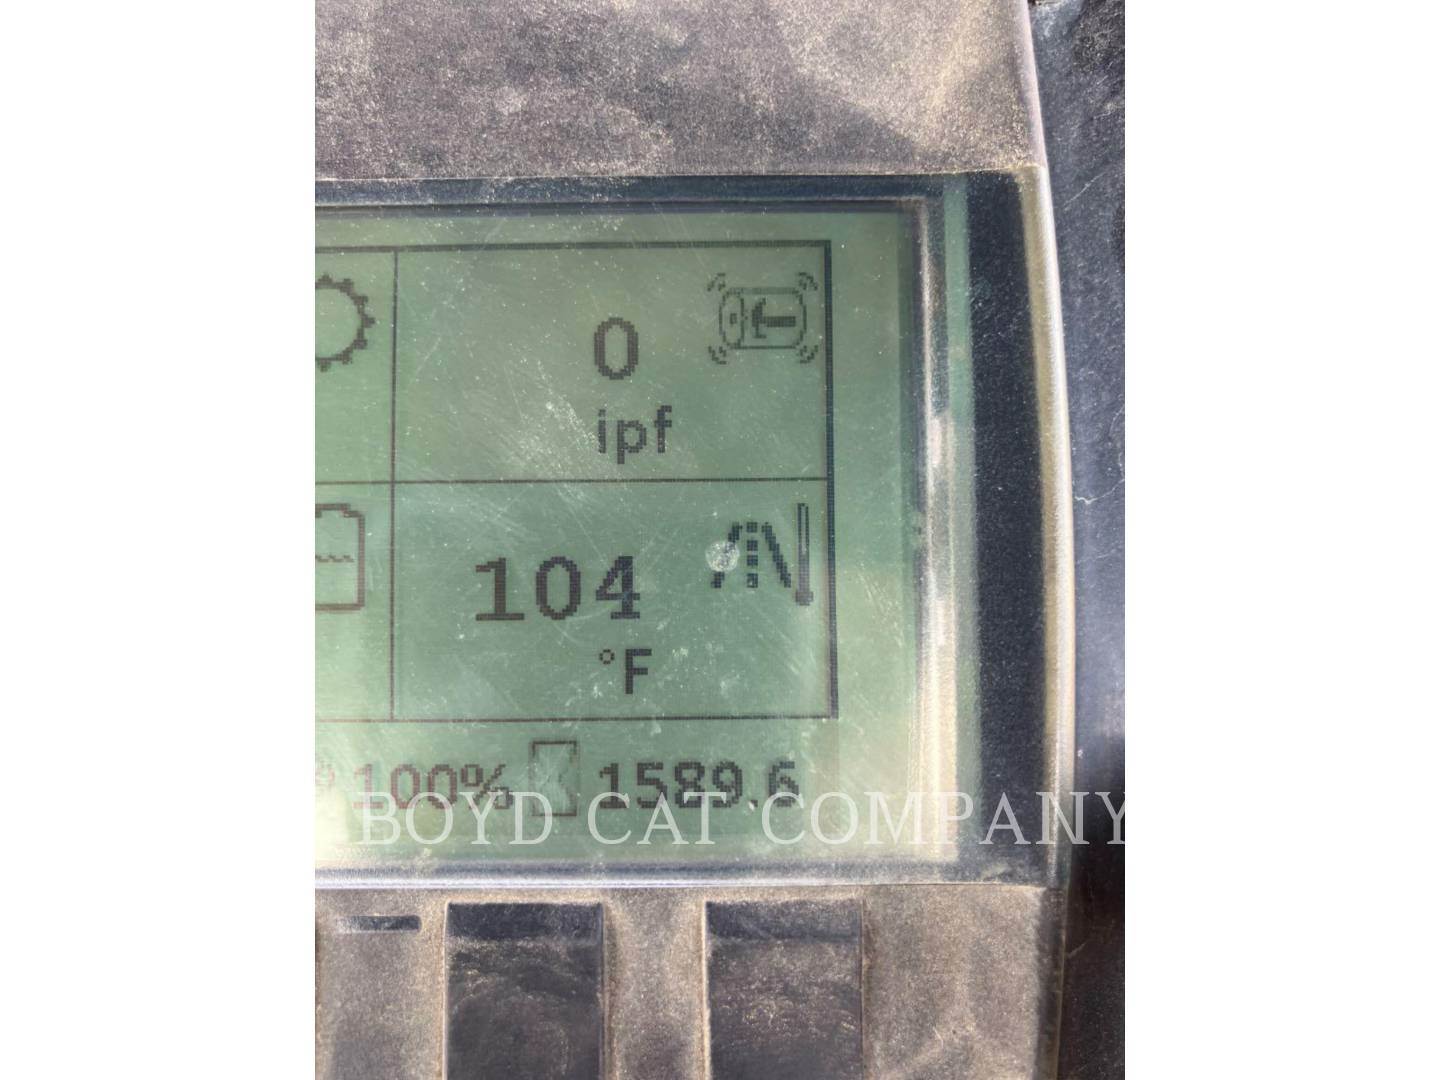 0
ipf
104
°F
100% 1589.6
BOYD CAT COMPANY